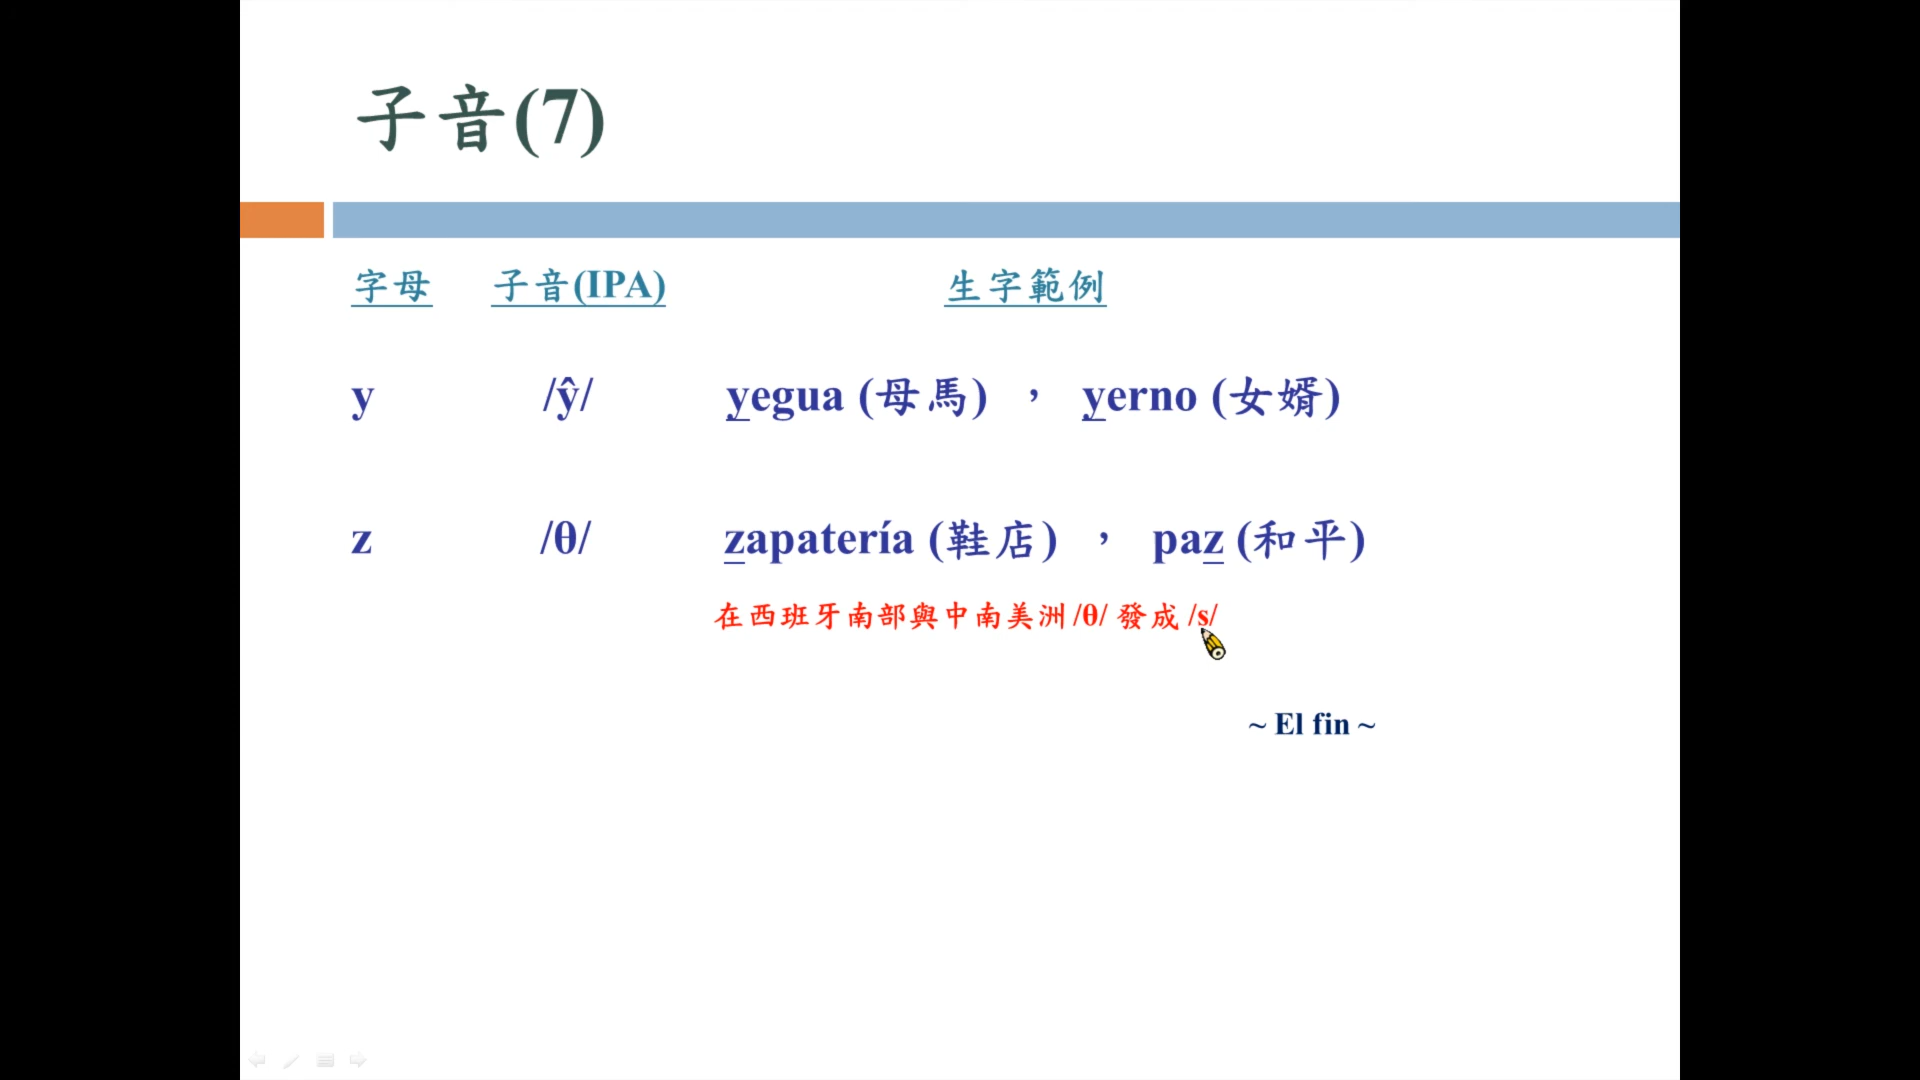 子音(7)
字母 子音(IPA) 生字範例
y /ŷ/ yegua (母馬) ， yerno (女婿)
z /θ/ zapatería (鞋店) ， paz (和平)
在西班牙南部與中南美洲 /θ/ 發成 /s/
~ El fin ~